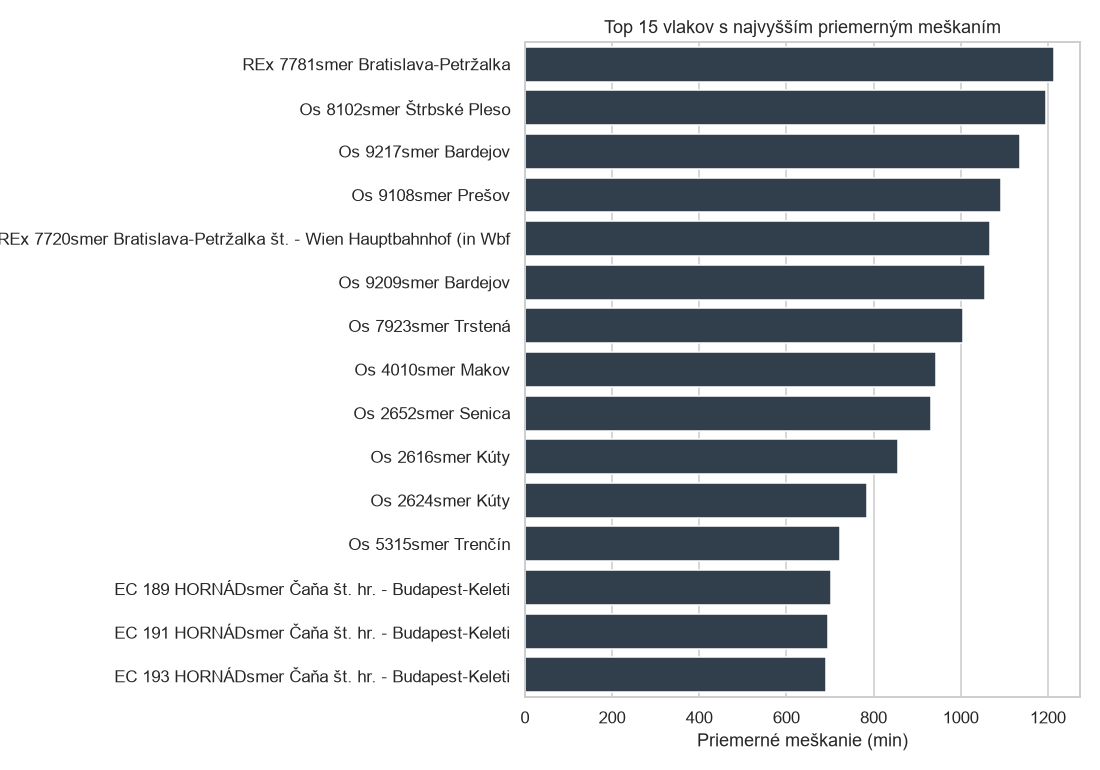 Top 15 vlakov s najvyšším priemerným meškaním
REx 7781smer Bratislava-Petržalka
Os 8102smer Štrbské Pleso
Os 9217smer Bardejov
Os 9108smer Prešov
REx 7720smer Bratislava-Petržalka št. - Wien Hauptbahnhof (in Wbf
Os 9209smer Bardejov
Os 7923smer Trstená
Os 4010smer Makov
Os 2652smer Senica
Os 2616smer Kúty
Os 2624smer Kúty
Os 5315smer Trenčín
EC 189 HORNÁDsmer Čaňa št. hr. - Budapest-Keleti
EC 191 HORNÁDsmer Čaňa št. hr. - Budapest-Keleti
EC 193 HORNÁDsmer Čaňa št. hr. - Budapest-Keleti
0 200 400 600 800 1000 1200
Priemerné meškanie (min)